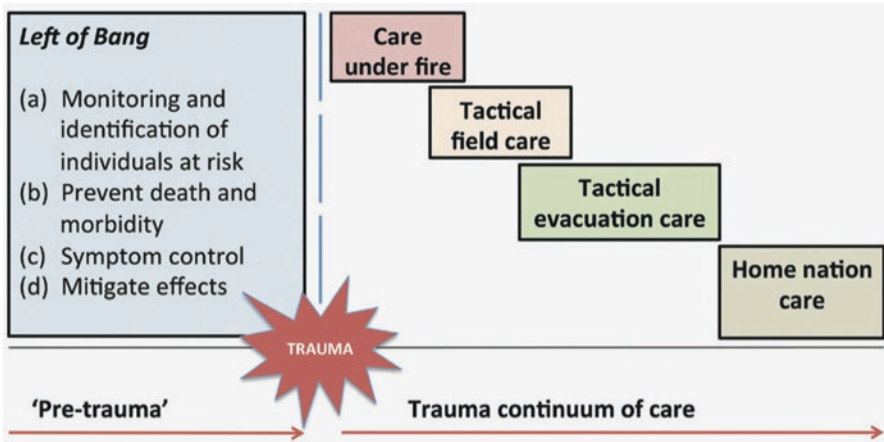 Left of Bang
(a) Monitoring and
identification of
individuals at risk
(b) Prevent death and
morbidity
(c) Symptom control
(d) Mitigate effects
Care
under fire
Tactical
field care
Tactical
evacuation care
Home nation
care
TRAUMA
‘Pre-trauma’
Trauma continuum of care